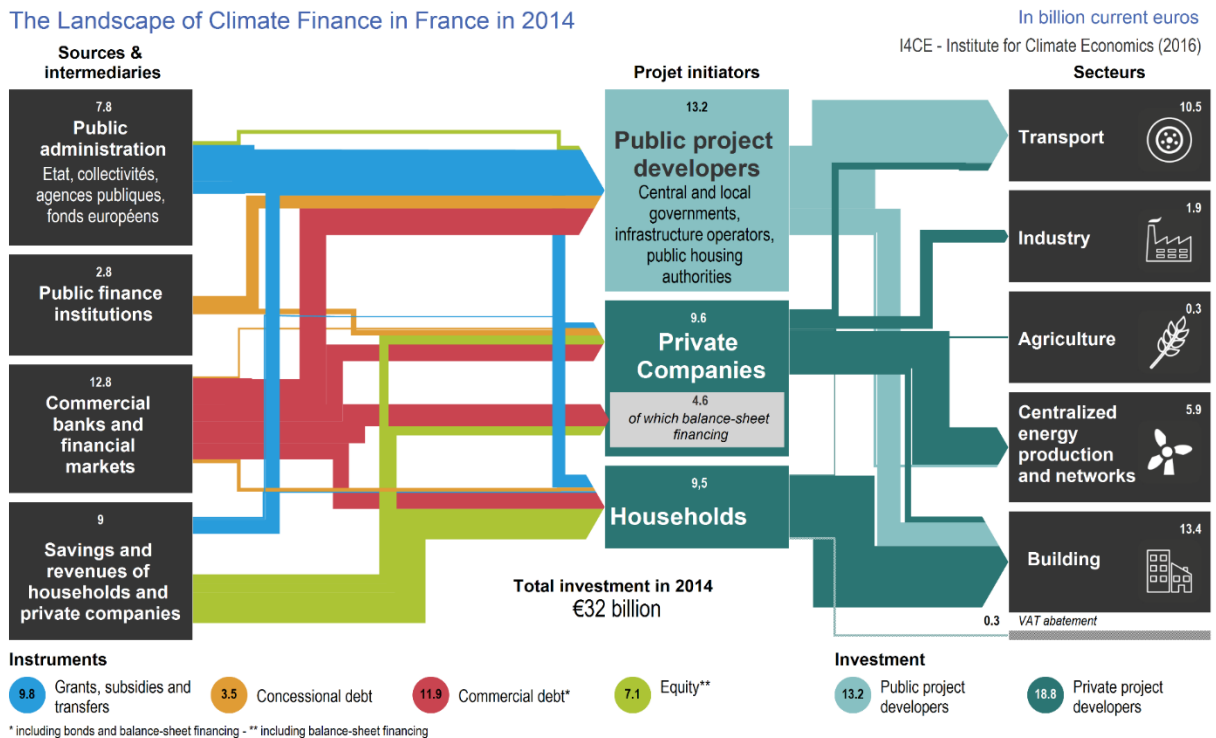 The Landscape of Climate Finance in France in 2014
In billion current euros
I4CE - Institute for Climate Economics (2016)
Sources &
intermediaries
Projet initiators
Secteurs
7.8
Public
administration
Etat, collectivités,
agences publiques,
fonds européens
2.8
Public finance
institutions
12.8
Commercial
banks and
financial
markets
9
Savings and
revenues of
households and
private companies
13.2
Public project
developers
Central and local
governments,
infrastructure operators,
public housing
authorities
9.6
Private
Companies
4.6
of which balance-sheet
financing
9,5
Households
Total investment in 2014
€32 billion
10.5
Transport
1.9
Industry
0.3
Agriculture
5.9
Centralized
energy
production
and networks
13.4
Building
0.3 VAT abatement
Instruments
9.8 Grants, subsidies and
transfers
3.5 Concessional debt
11.9 Commercial debt*
7.1 Equity**
Investment
13.2 Public project
developers
18.8 Private project
developers
* including bonds and balance-sheet financing - ** including balance-sheet financing